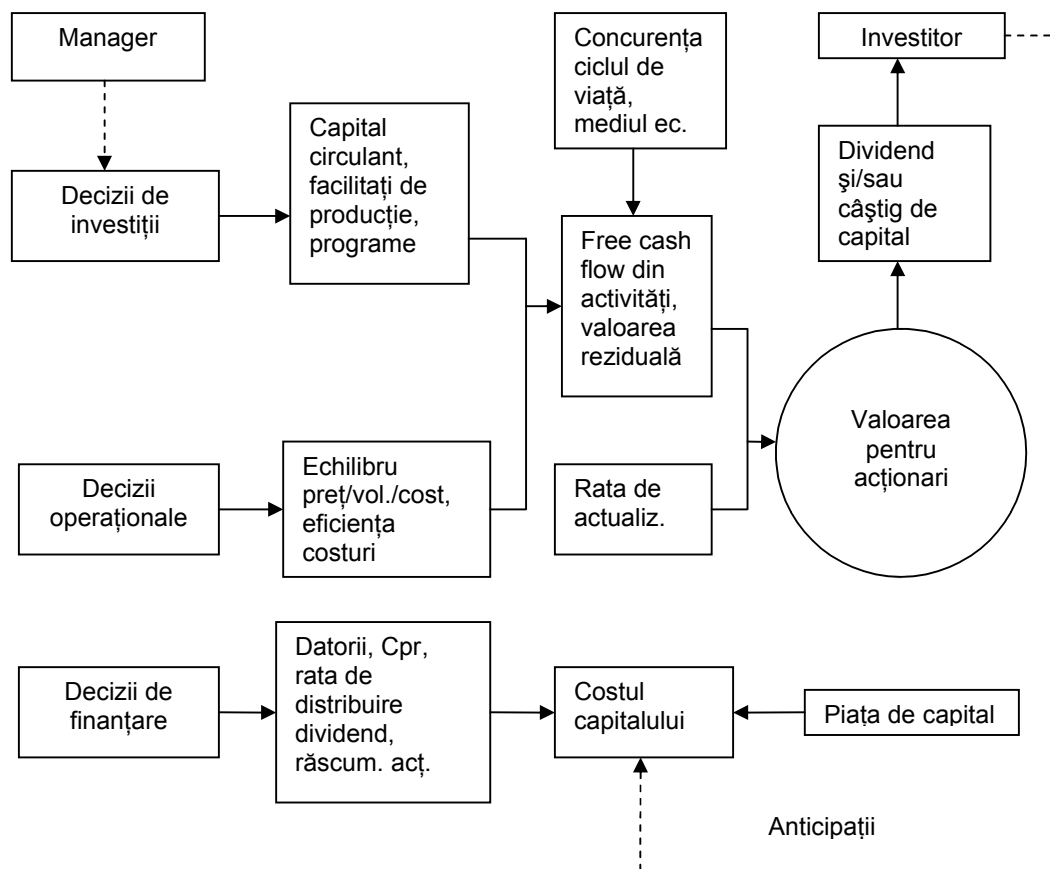 Manager
Concurența
ciclul de
viață,
mediul ec.
Investitor
Capital
circulant,
facilitați de
producție,
programe
Dividend
şi/sau
câştig de
capital
Decizii de
investiții
Free cash
flow din
activități,
valoarea
reziduală
Valoarea
pentru
acționari
Decizii
operaționale
Echilibru
preț/vol./cost,
eficiența
costuri
Rata de
actualiz.
Decizii de
finanțare
Datorii, Cpr,
rata de
distribuire
dividend,
răscum. acț.
Costul
capitalului
Piața de capital
Anticipații